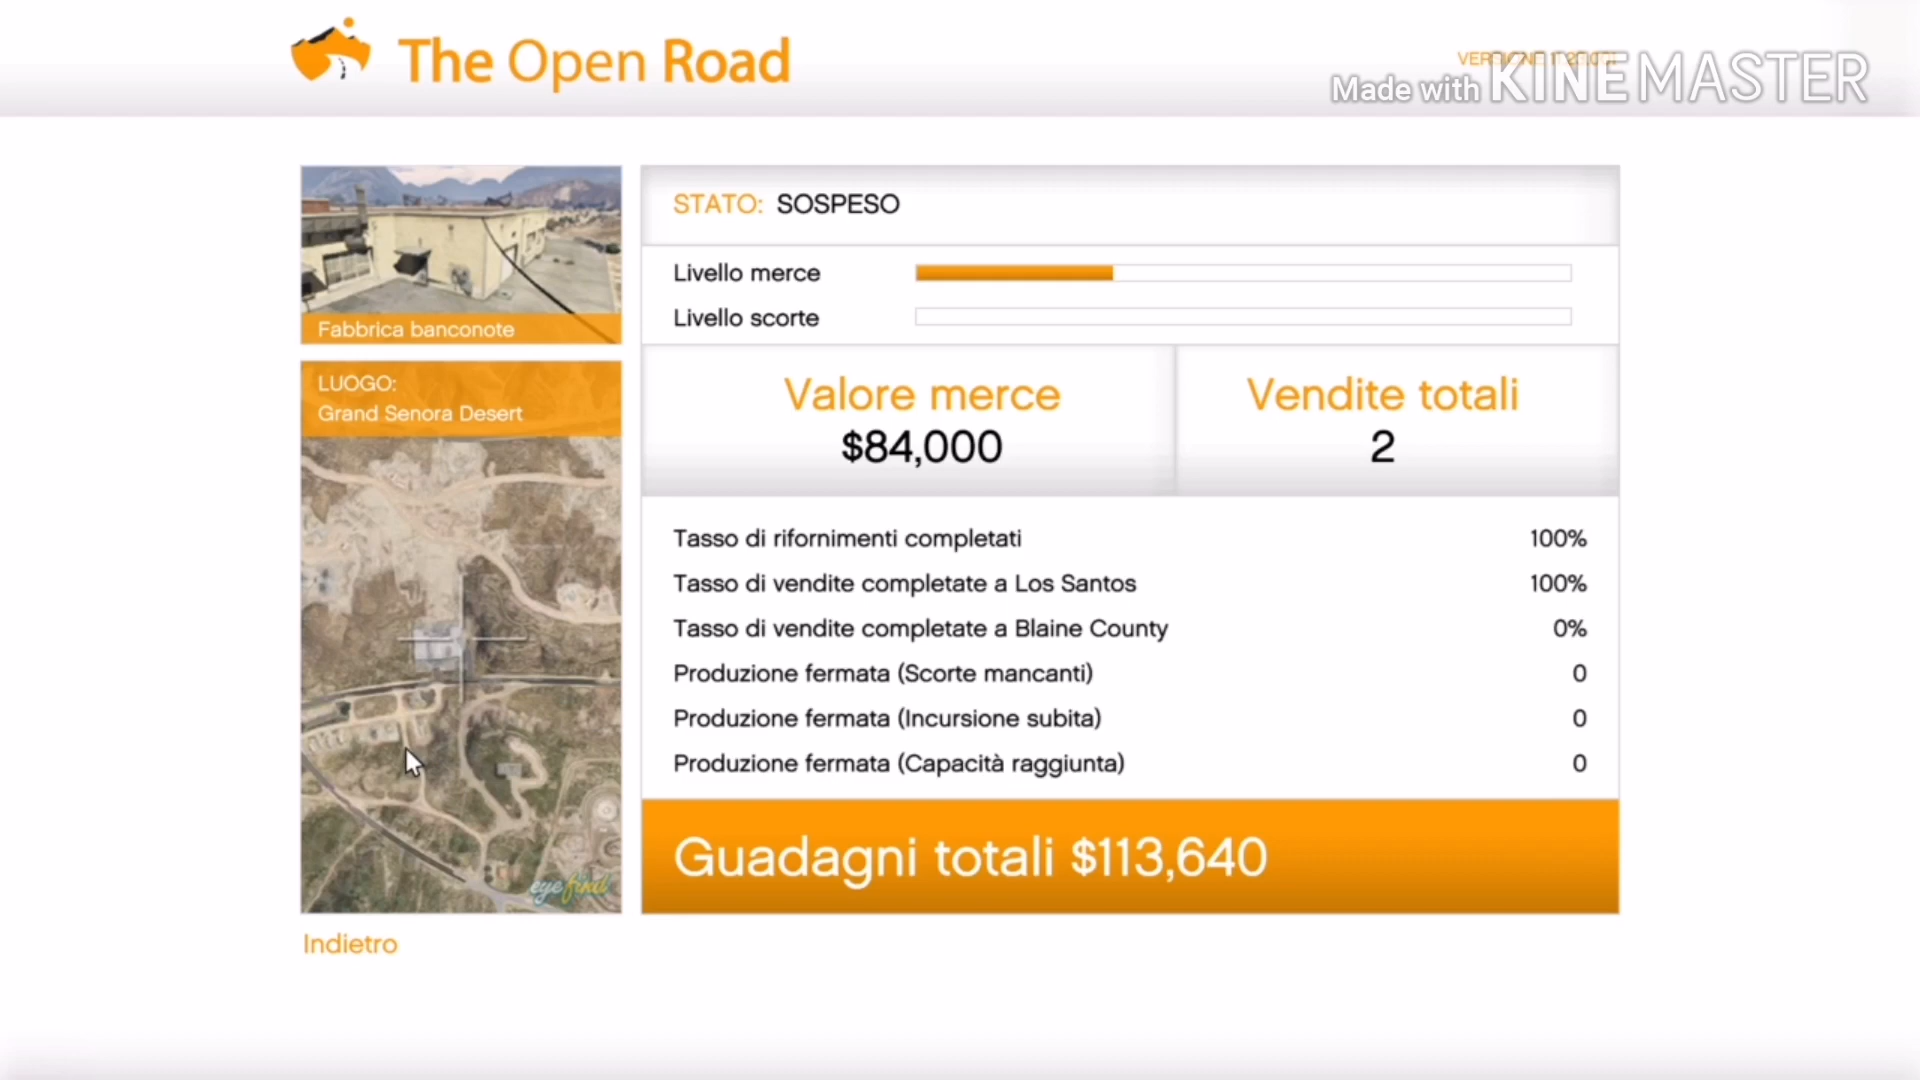 The Open Road
Made with KINEMASTER
STATO: SOSPESO
Livello merce
Livello scorte
Fabbrica banconote
LUOGO:
Grand Senora Desert
Valore merce
$84,000
Vendite totali
2
Tasso di rifornimenti completati 100%
Tasso di vendite completate a Los Santos 100%
Tasso di vendite completate a Blaine County 0%
Produzione fermata (Scorte mancanti) 0
Produzione fermata (Incursione subita) 0
Produzione fermata (Capacità raggiunta) 0
eyefind
Guadagni totali $113,640
Indietro